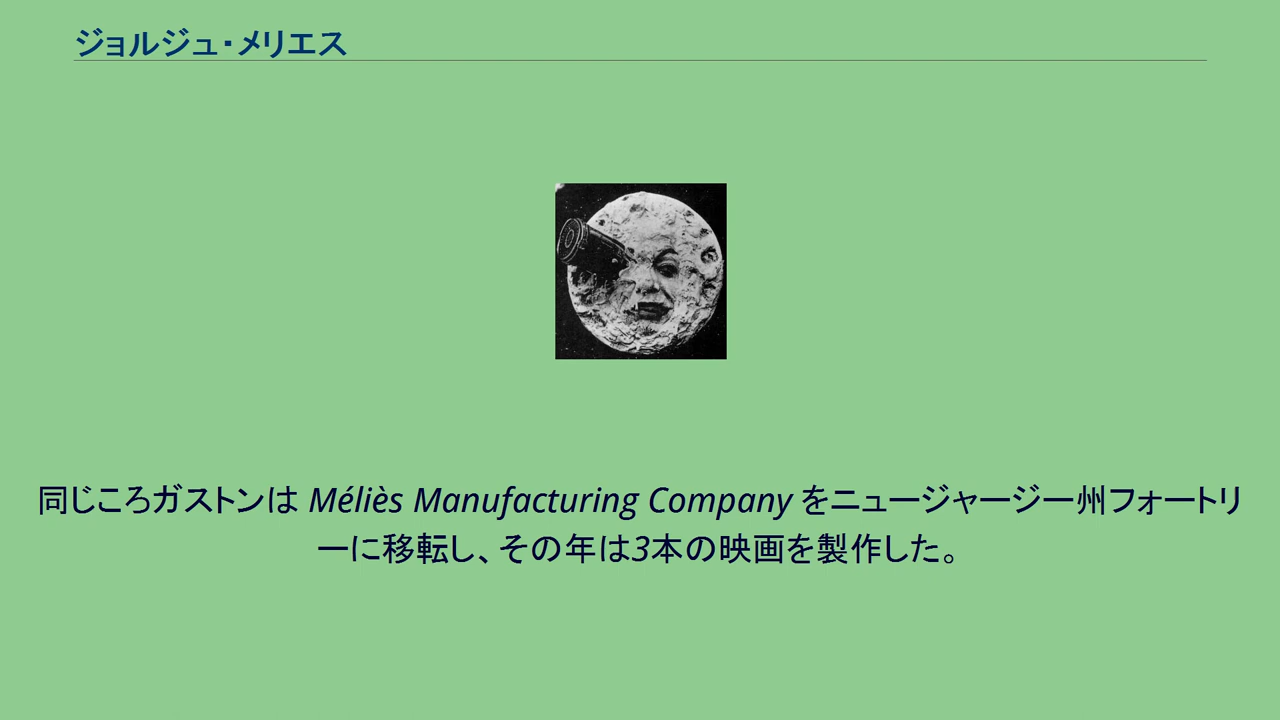 ジョルジュ・メリエス
同じころガストンは Méliès Manufacturing Company をニュージャージー州フォートリ
ーに移転し、その年は3本の映画を製作した。